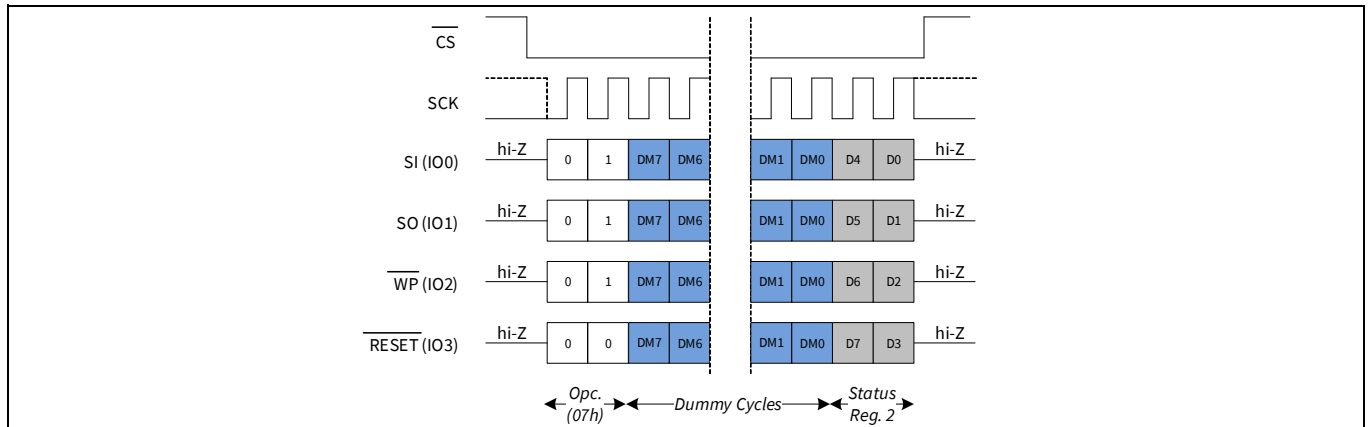 CS
SCK
SI (IO0) hi-Z 0 1 DM7 DM6 DM1 DM0 D4 D0 hi-Z
SO (IO1) hi-Z 0 1 DM7 DM6 DM1 DM0 D5 D1 hi-Z
WP (IO2) hi-Z 0 1 DM7 DM6 DM1 DM0 D6 D2 hi-Z
RESET (IO3) hi-Z 0 0 DM7 DM6 DM1 DM0 D7 D3 hi-Z
Opc. Dummy Cycles Status
(07h) Reg. 2